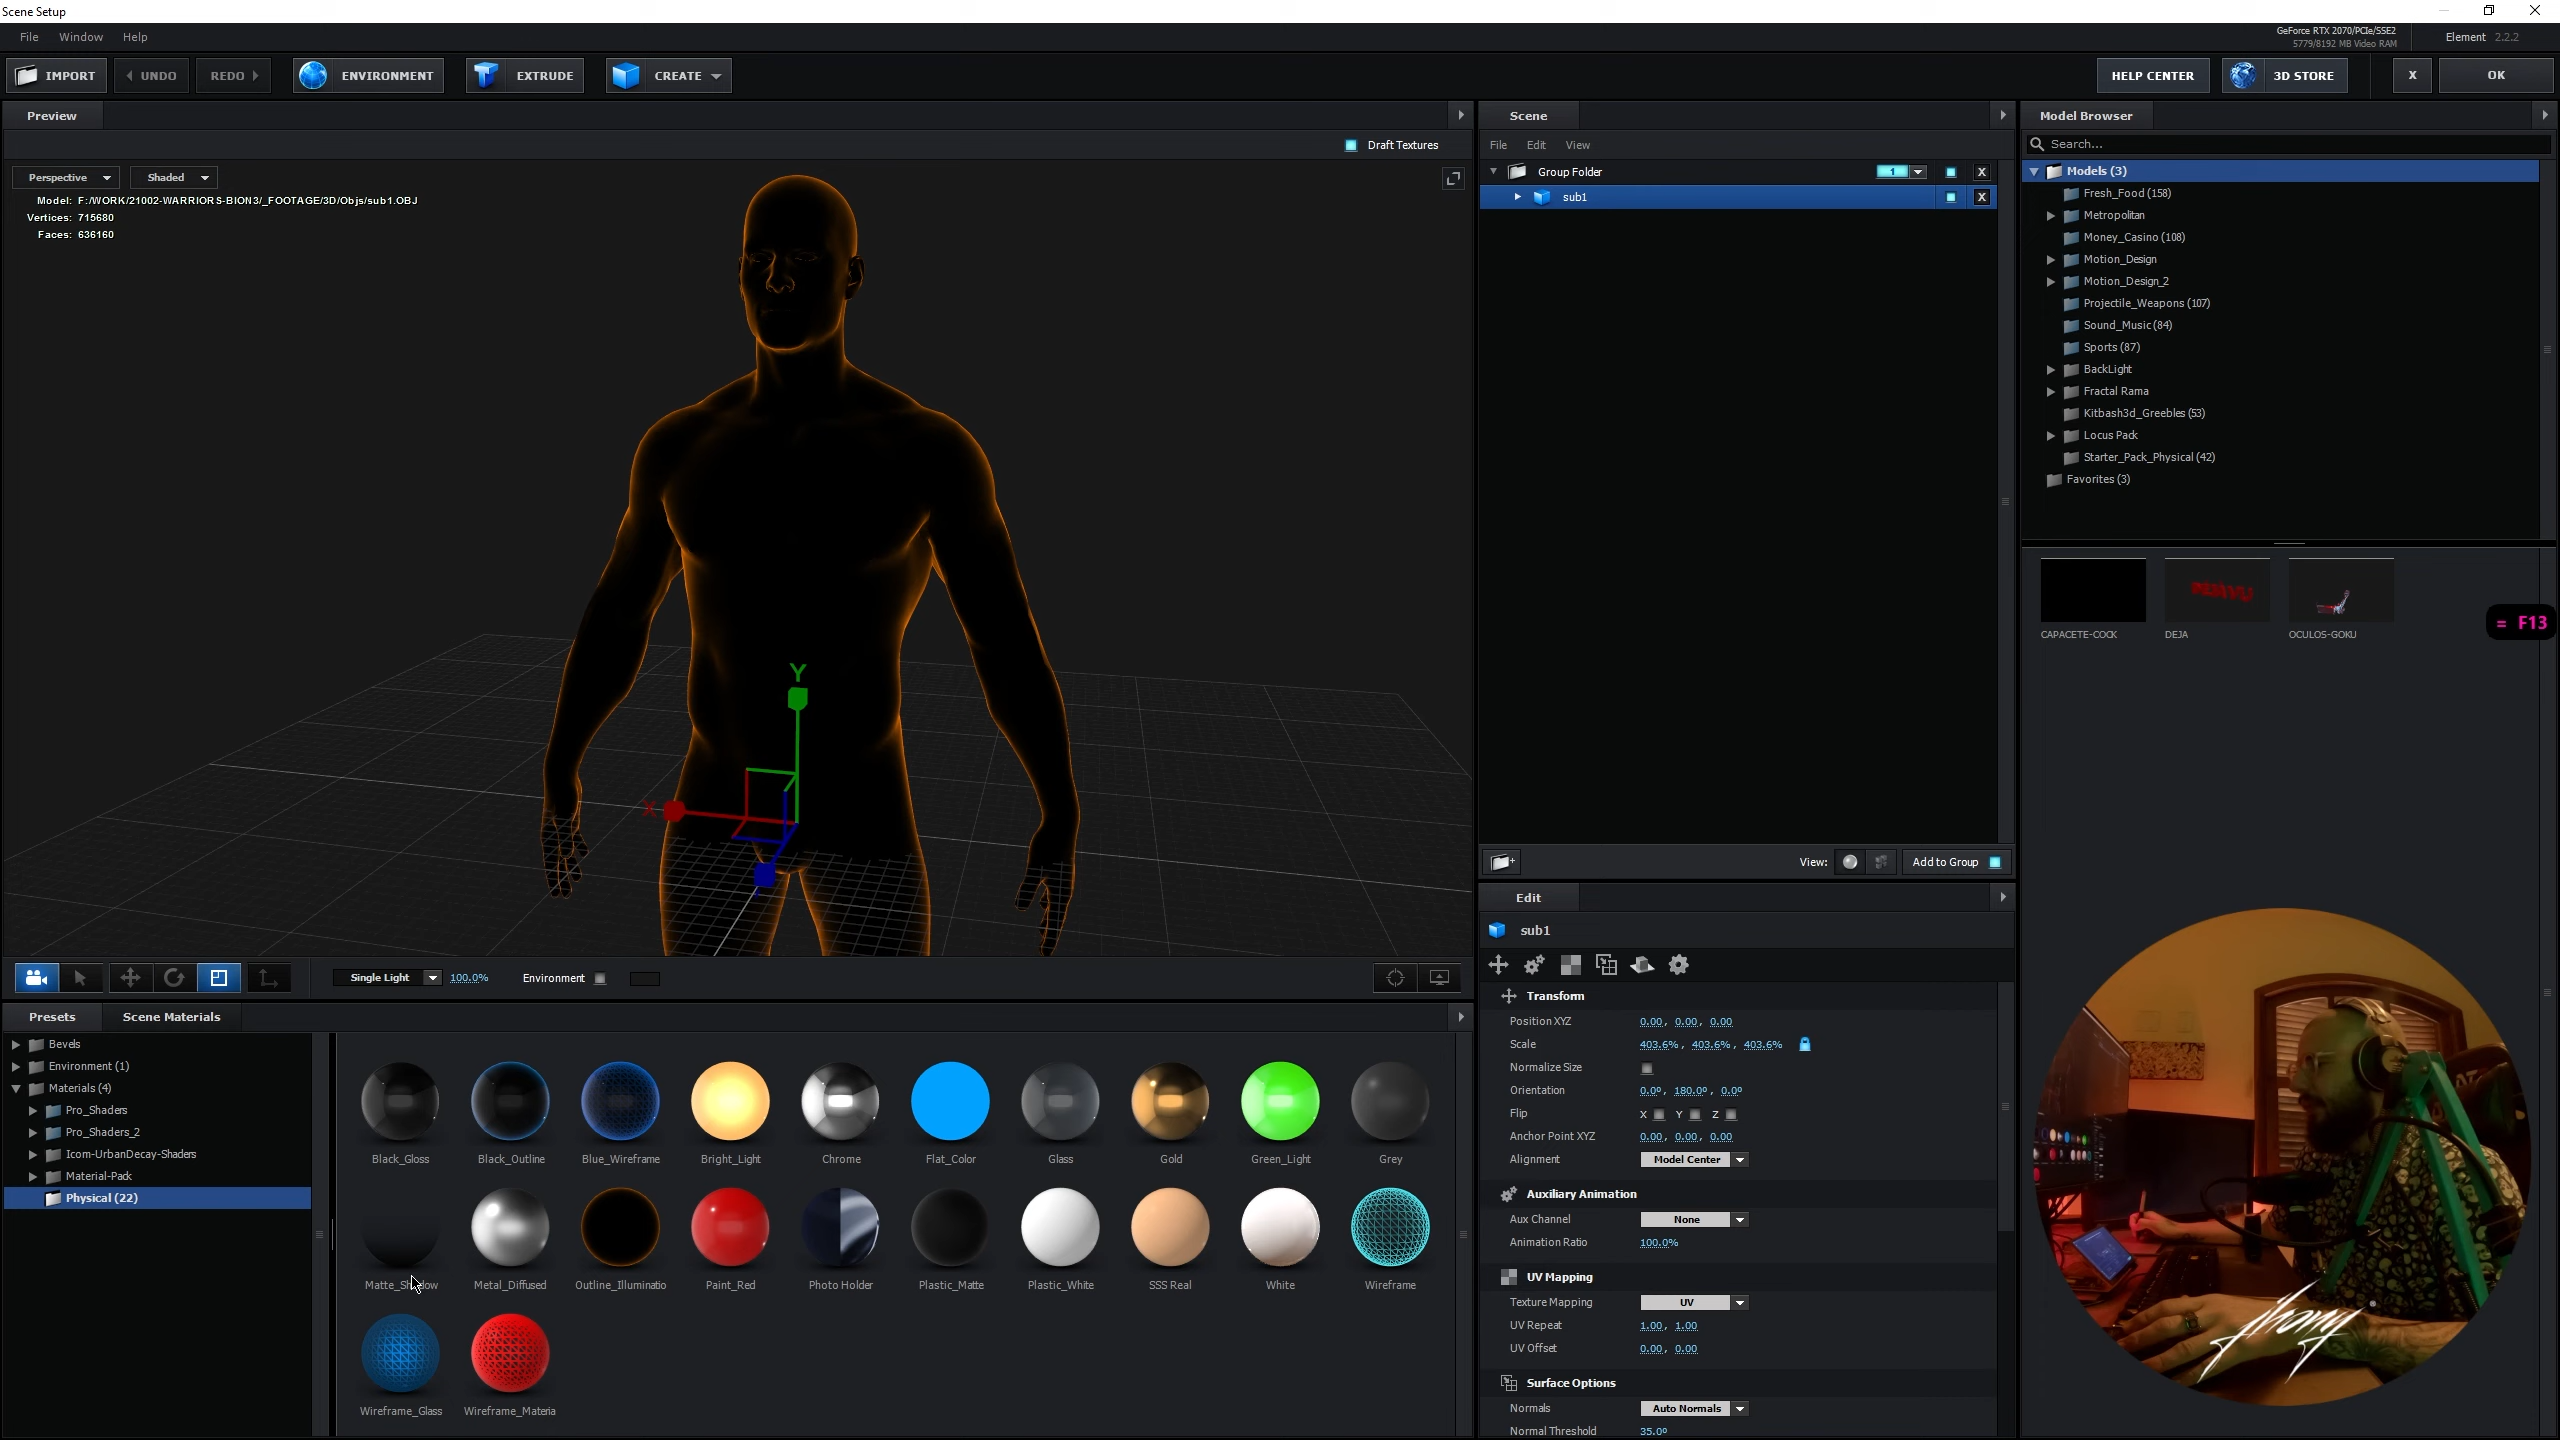 Scene Setup
File Window Help
GeForce RTX 2070/PCIe/SSE2
5779/8192 MB Video RAM
Element 2.2.2
IMPORT UNDO REDO ENVIRONMENT EXTRUDE CREATE HELP CENTER 3D STORE X OK
Preview
Draft Textures
Perspective Shaded
Model: F:/WORK/21002-WARRIORS-BION3/_FOOTAGE/3D/Objs/sub1.OBJ
Vertices: 715680
Faces: 636160
Y
X
Single Light 100.0% Environment
Scene
File Edit View
Group Folder 1 X
sub1 X
View: Add to Group
Model Browser
Search...
Models (3)
Fresh_Food (158)
Metropolitan
Money_Casino (108)
Motion_Design
Motion_Design_2
Projectile_Weapons (107)
Sound_Music (84)
Sports (87)
BackLight
Fractal Rama
Kitbash3d_Greebles (53)
Locus Pack
Starter_Pack_Physical (42)
Favorites (3)
CAPACETE-COCK DEJA OCULOS-GOKU
= F13
Presets Scene Materials
Bevels
Environment (1)
Materials (4)
Pro_Shaders
Pro_Shaders_2
Icom-UrbanDecay-Shaders
Material-Pack
Physical (22)
Black_Gloss Black_Outline Blue_Wireframe Bright_Light Chrome Flat_Color Glass Gold Green_Light Grey
Matte_Shadow Metal_Diffused Outline_Illuminatio Paint_Red Photo Holder Plastic_Matte Plastic_White SSS Real White Wireframe
Wireframe_Glass Wireframe_Materia
Edit
sub1
Transform
Position XYZ 0.00, 0.00, 0.00
Scale 403.6%, 403.6%, 403.6%
Normalize Size
Orientation 0.0º, 180.0º, 0.0º
Flip X Y Z
Anchor Point XYZ 0.00, 0.00, 0.00
Alignment Model Center
Auxiliary Animation
Aux Channel None
Animation Ratio 100.0%
UV Mapping
Texture Mapping UV
UV Repeat 1.00, 1.00
UV Offset 0.00, 0.00
Surface Options
Normals Auto Normals
Normal Threshold 35.0º